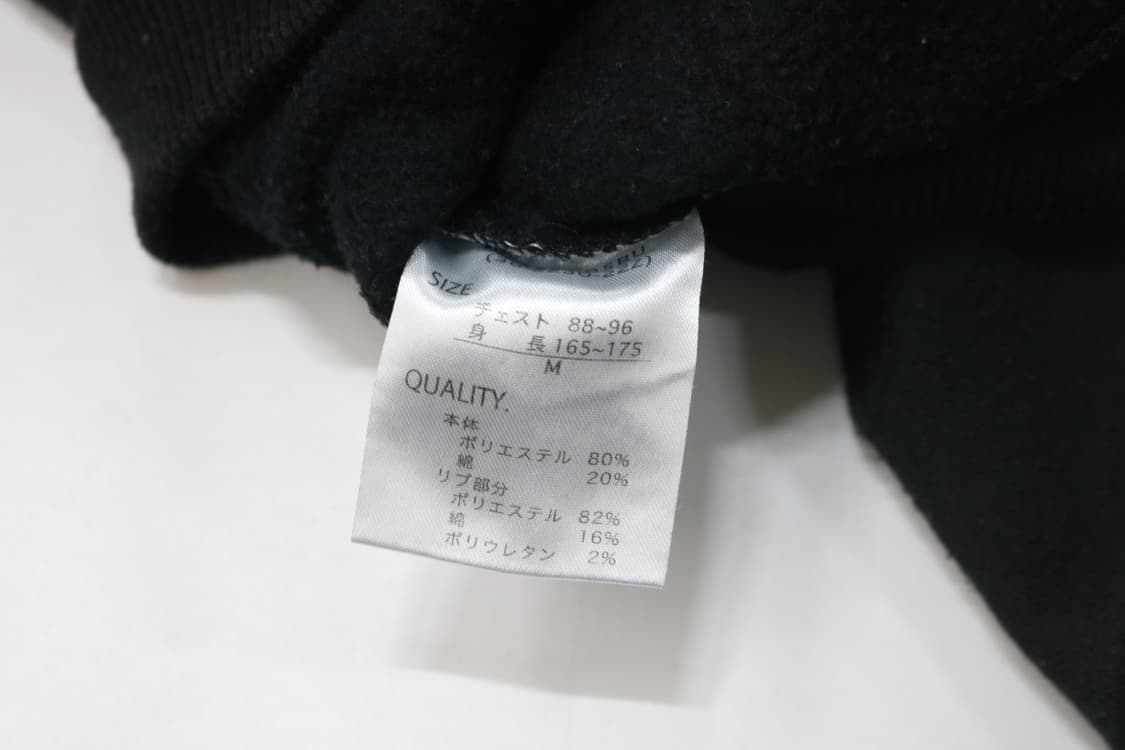 SIZE
チェスト 88~96
身 長 165~175
M
QUALITY.
本体
ポリエステル 80%
綿 20%
リブ部分
ポリエステル 82%
綿 16%
ポリウレタン 2%